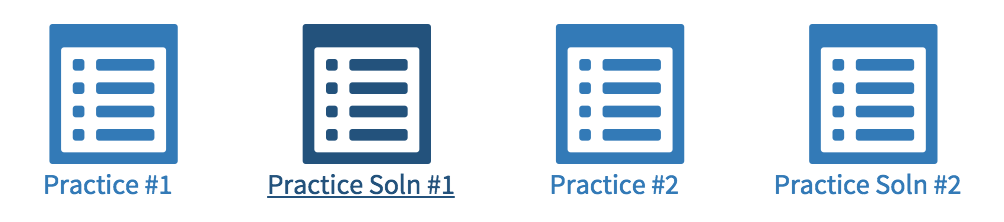 Practice #1
Practice Soln #1
Practice #2
Practice Soln #2